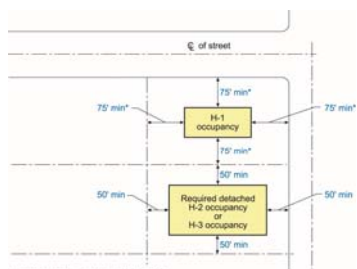 ℄ of street
75' min*
75' min*
75' min*
H-1
occupancy
75' min*
50' min
50' min
50' min
Required detached
H-2 occupancy
or
H-3 occupancy
50' min